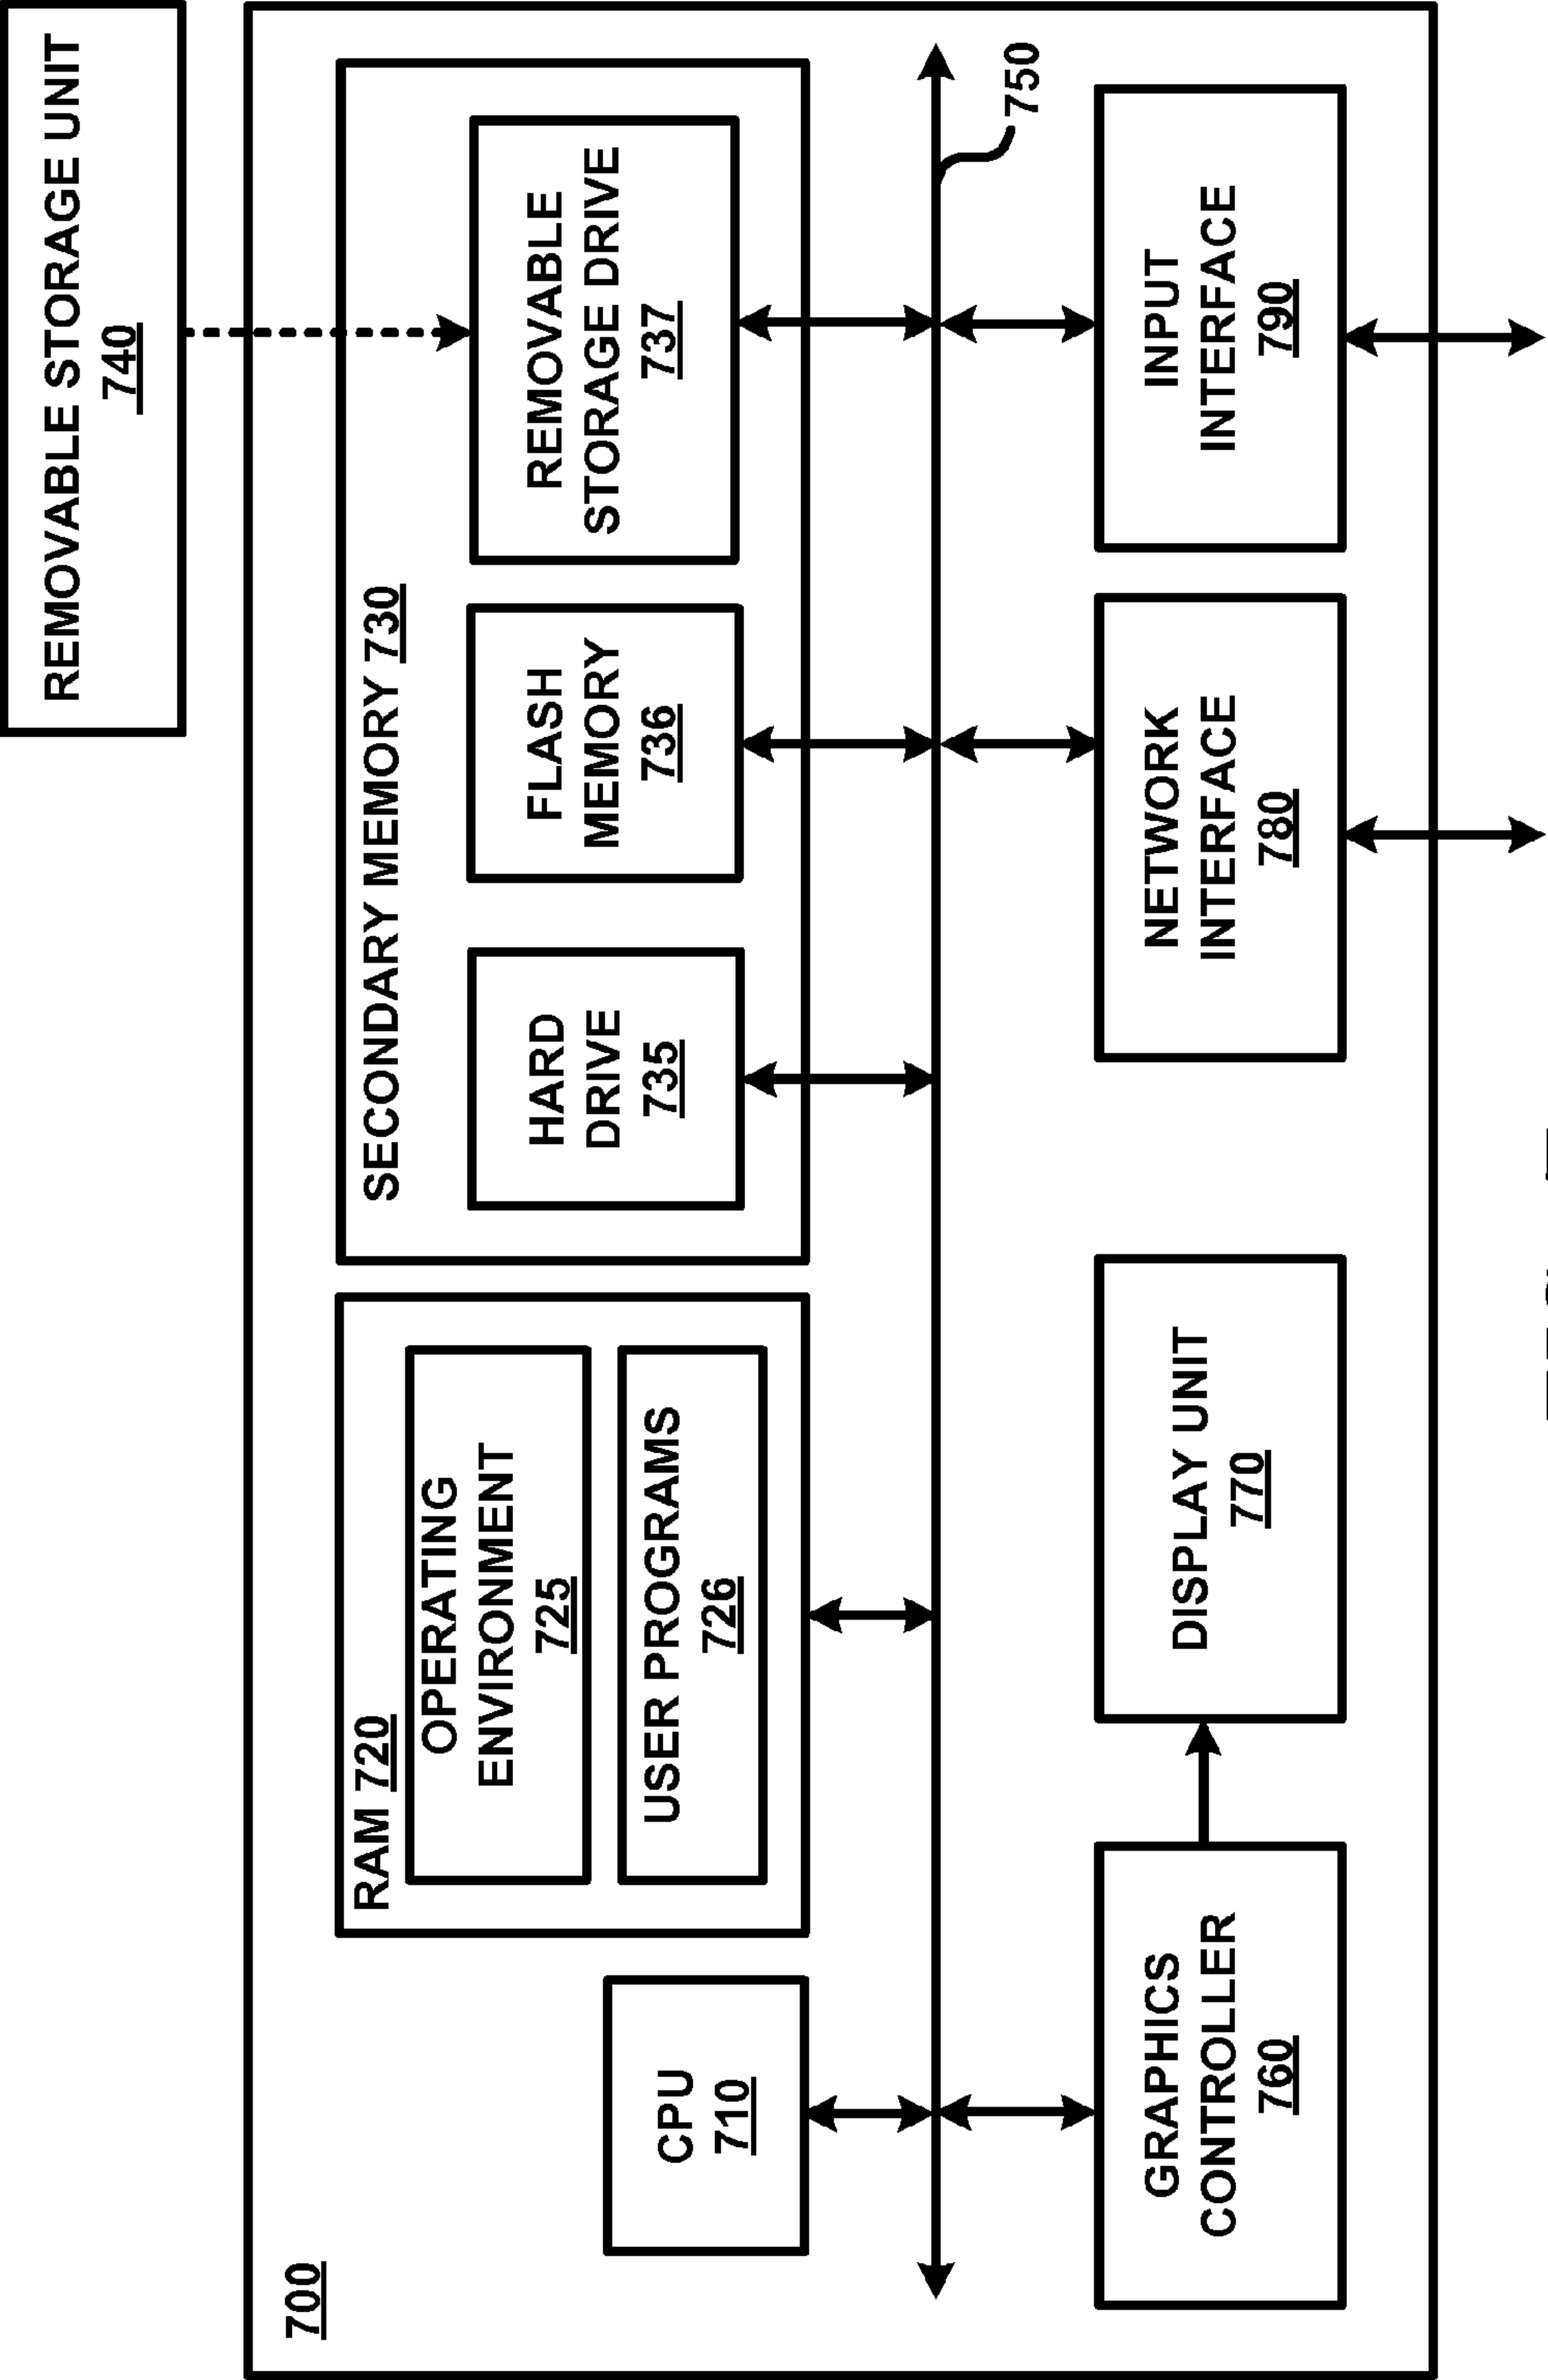 REMOVABLE STORAGE UNIT
740
700
RAM 720
OPERATING
ENVIRONMENT
725
USER PROGRAMS
726
SECONDARY MEMORY 730
HARD
DRIVE
735
FLASH
MEMORY
736
REMOVABLE
STORAGE DRIVE
737
CPU
710
750
GRAPHICS
CONTROLLER
760
DISPLAY UNIT
770
NETWORK
INTERFACE
780
INPUT
INTERFACE
790